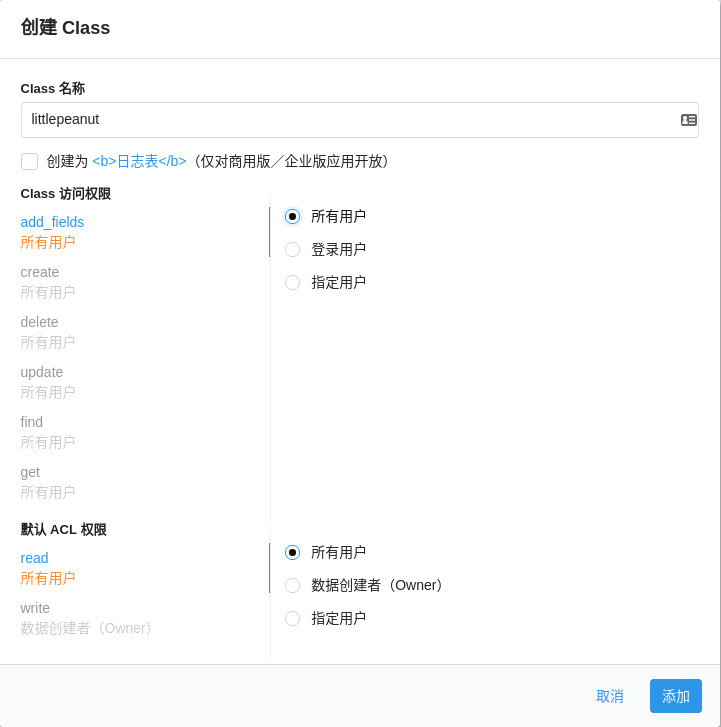 创建 Class
Class 名称
littlepeanut
创建为 <b>日志表</b>（仅对商用版／企业版应用开放）
Class 访问权限
add_fields
所有用户
所有用户
登录用户
create
所有用户
指定用户
delete
所有用户
update
所有用户
find
所有用户
get
所有用户
默认 ACL 权限
read
所有用户
所有用户
数据创建者（Owner）
write
数据创建者（Owner）
指定用户
取消
添加